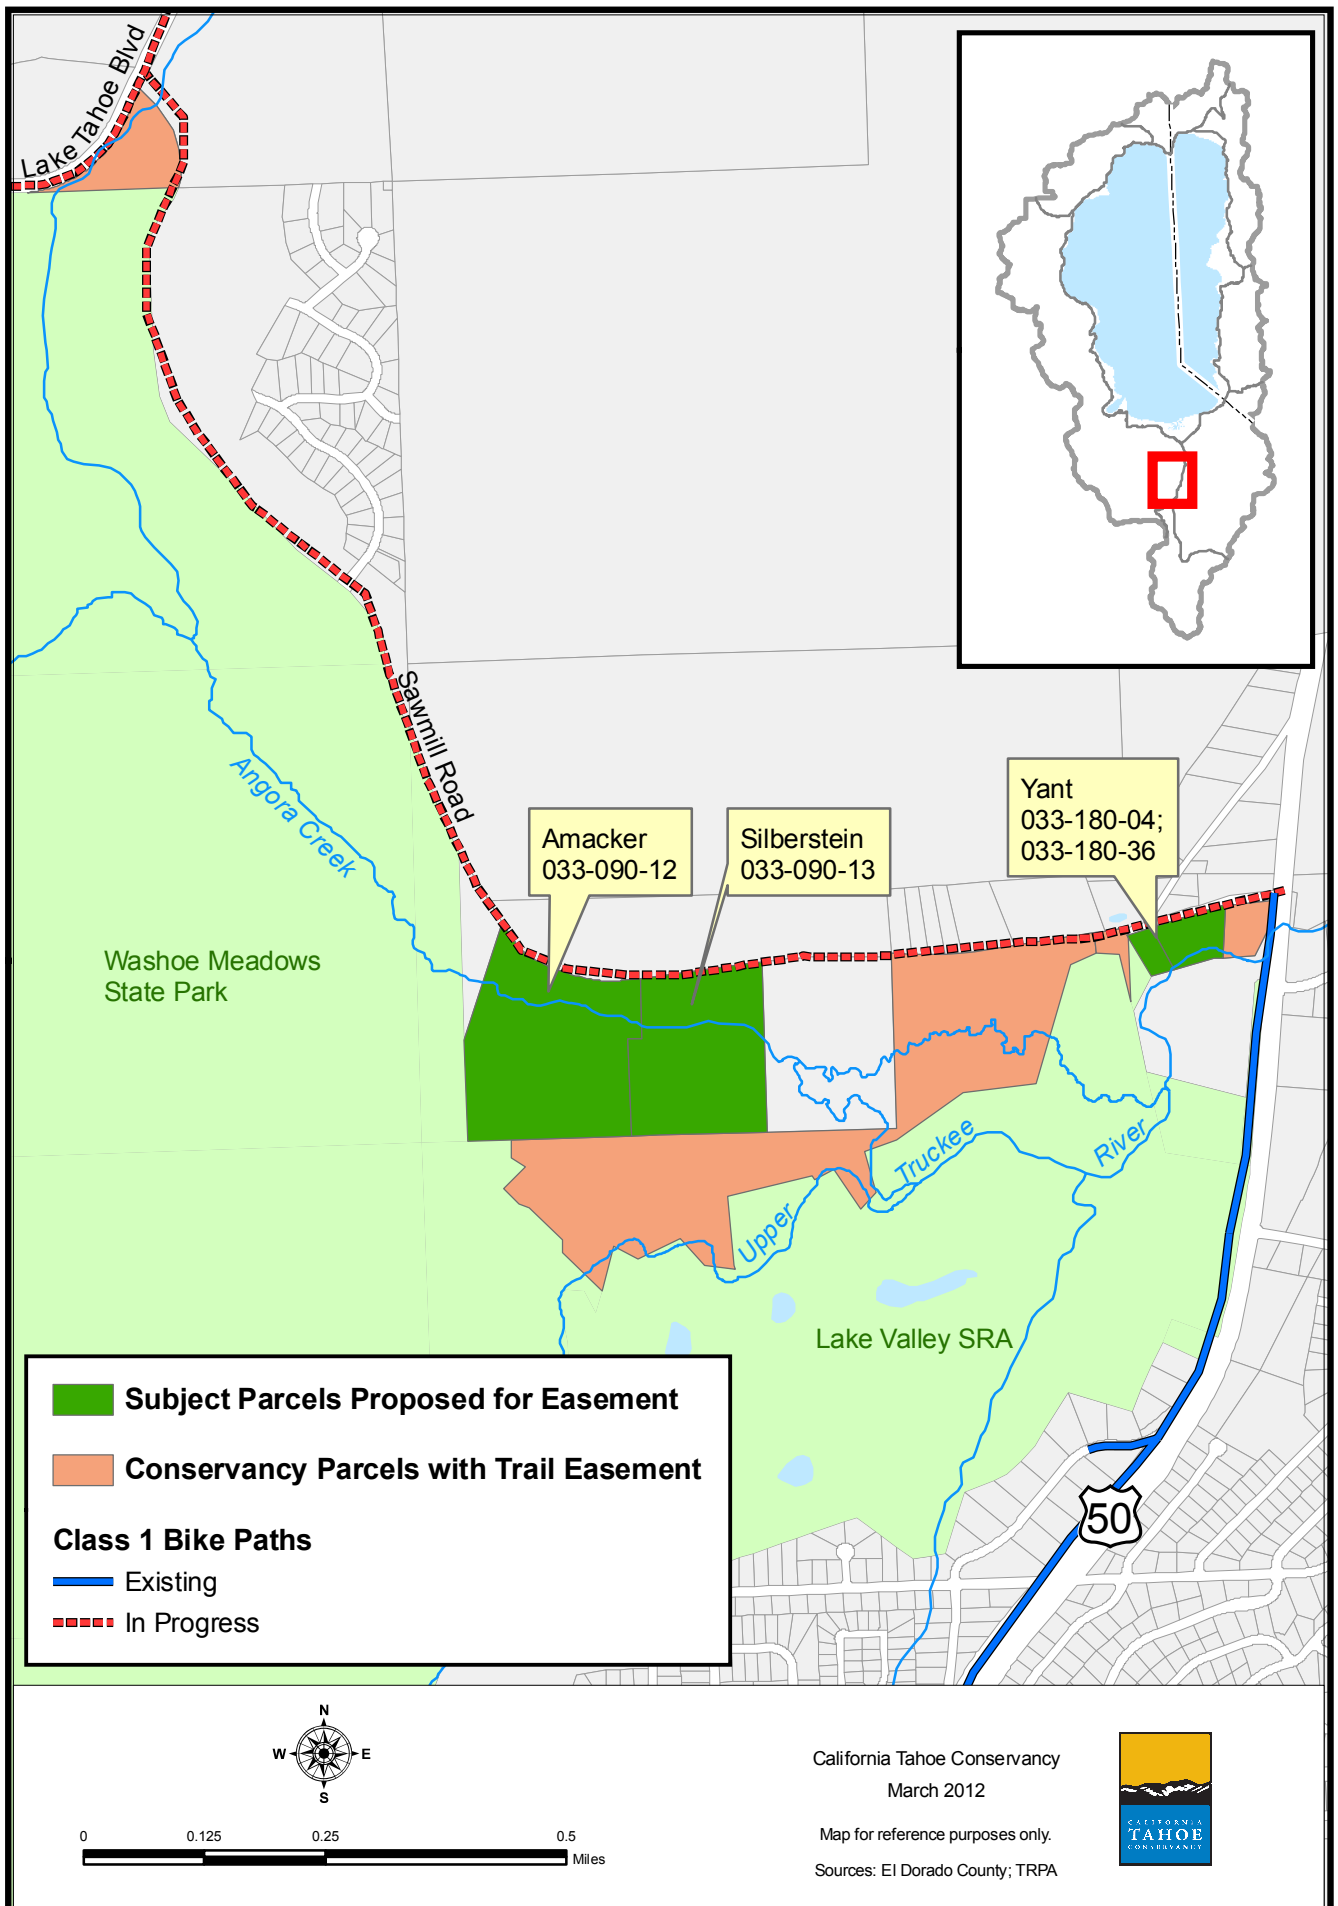 Lake Tahoe Blvd
Sawmill Road
Angora Creek
Amacker
033-090-12
Silberstein
033-090-13
Yant
033-180-04;
033-180-36
Washoe Meadows
State Park
Upper
Truckee
River
Lake Valley SRA
50
Subject Parcels Proposed for Easement
Conservancy Parcels with Trail Easement
Class 1 Bike Paths
Existing
In Progress
N
W
E
S
0
0.125
0.25
0.5
Miles
California Tahoe Conservancy
March 2012
Map for reference purposes only.
Sources: El Dorado County; TRPA
CALIFORNIA
TAHOE
CONSERVANCY